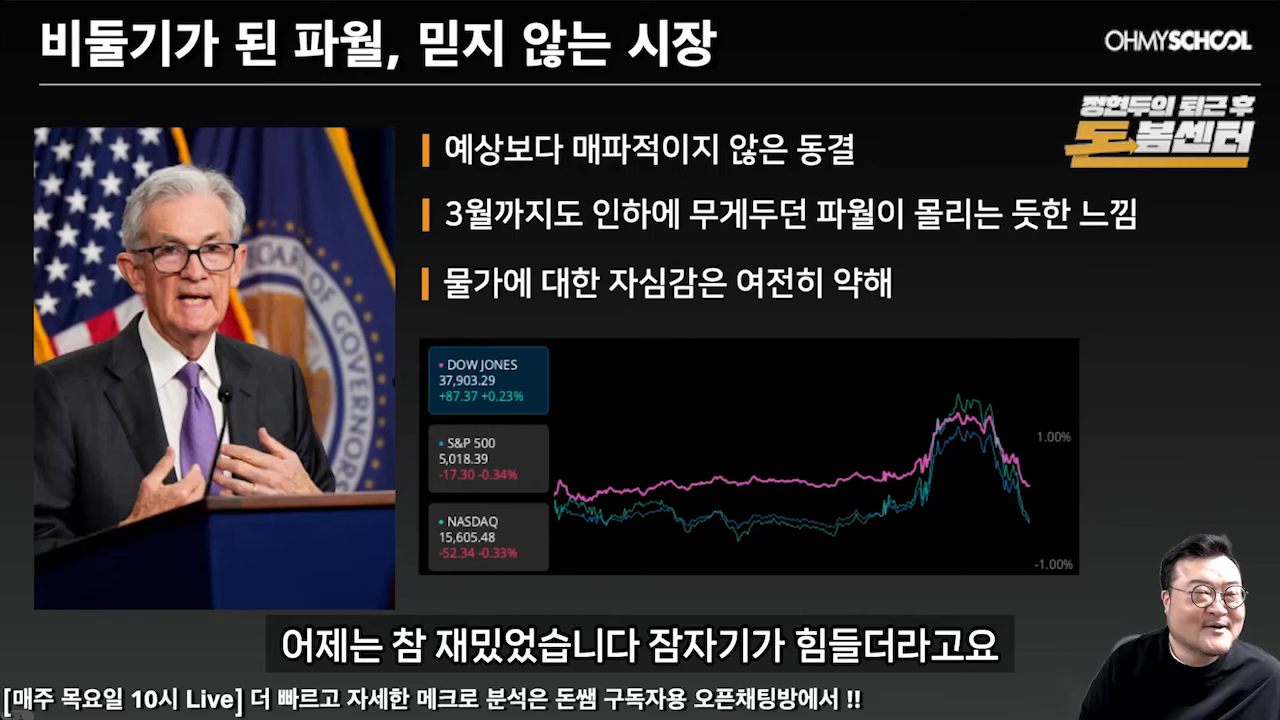 비둘기가 된 파월, 믿지 않는 시장
OHMYSCHOOL
정현두의 퇴근 후
돈봄센터
예상보다 매파적이지 않은 동결
3월까지도 인하에 무게두던 파월이 몰리는 듯한 느낌
물가에 대한 자심감은 여전히 약해
BOARD OF GOVERNORS
DOW JONES
37,903.29
+87.37 +0.23%
S&P 500
5,018.39
-17.30 -0.34%
NASDAQ
15,605.48
-52.34 -0.33%
1.00%
-1.00%
어제는 참 재밌었습니다 잠자기가 힘들더라고요
[매주 목요일 10시 Live] 더 빠르고 자세한 메크로 분석은 돈쌤 구독자용 오픈채팅방에서 !!